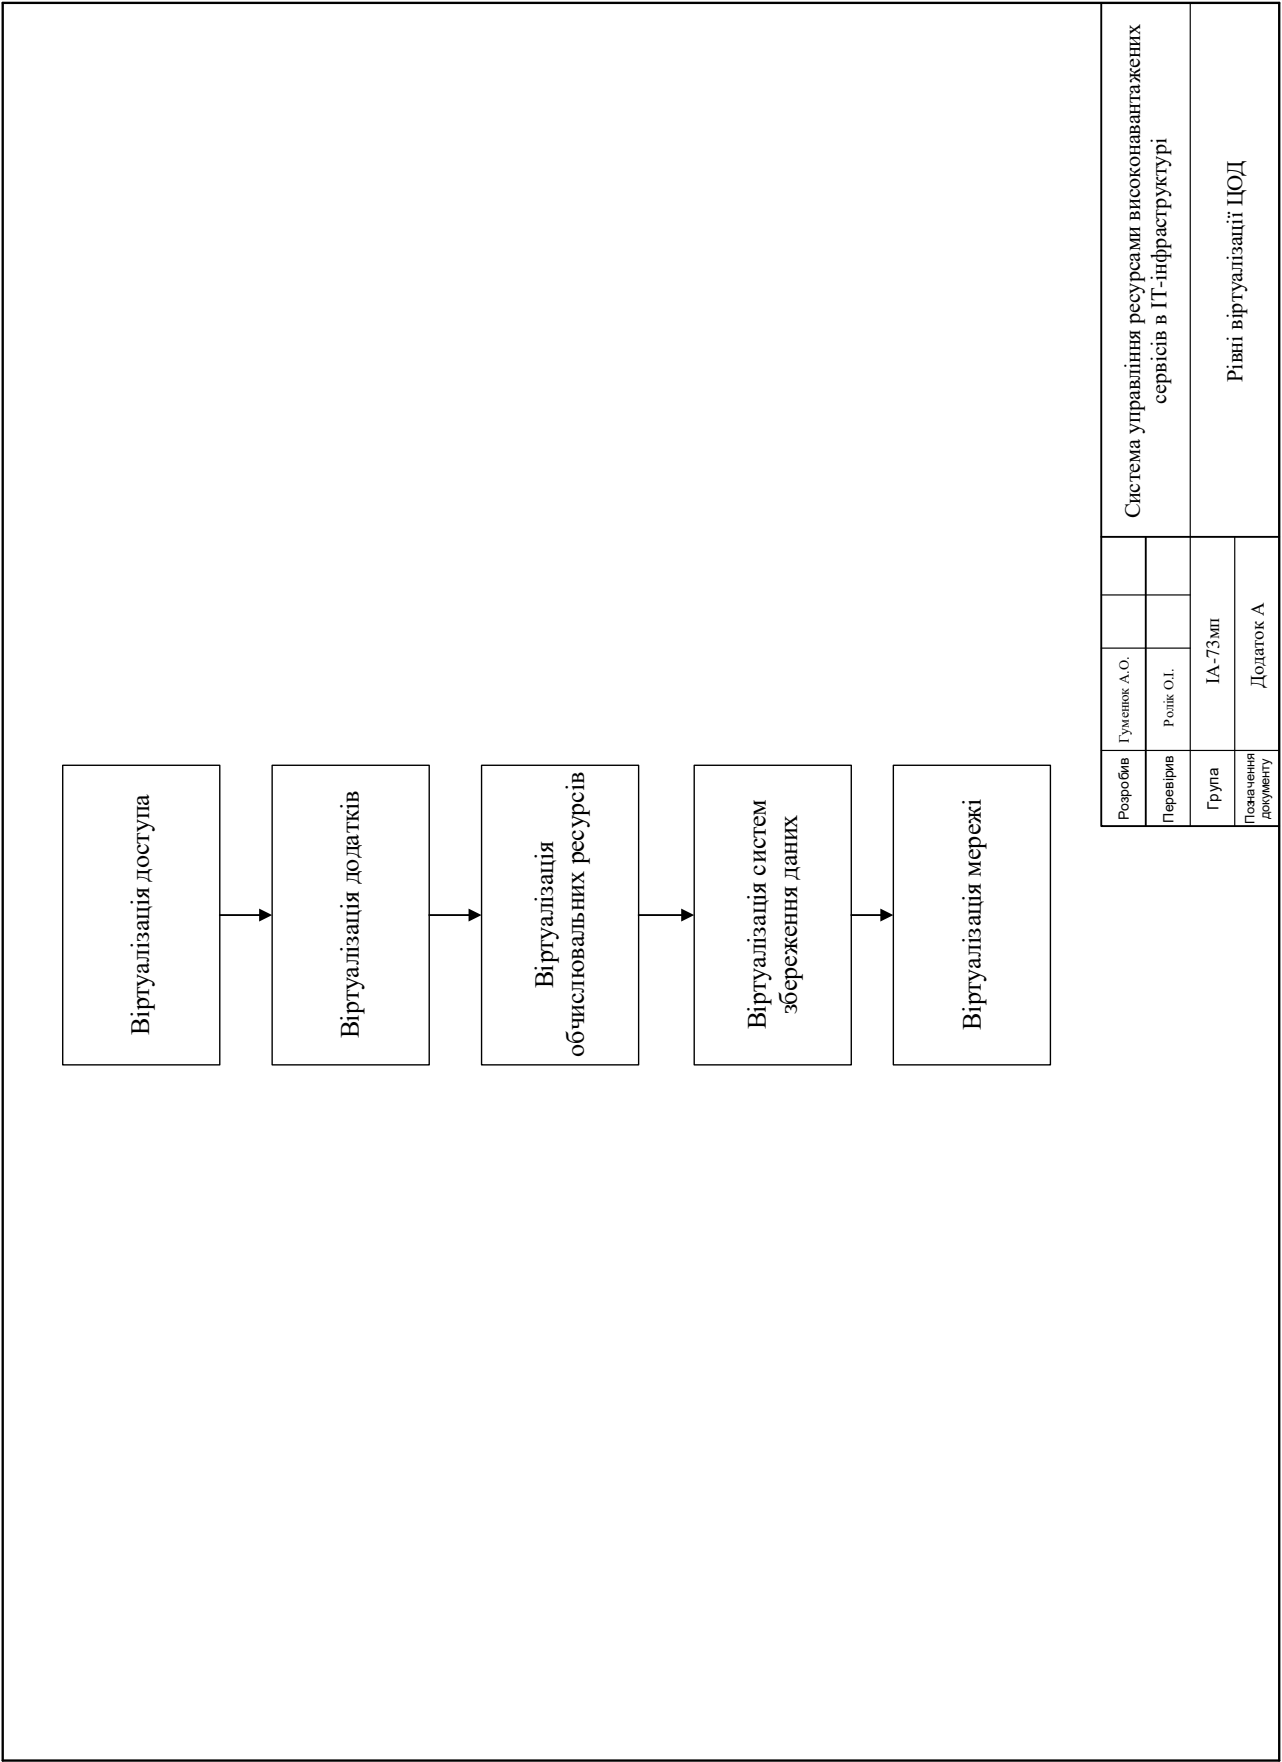 Віртуалізація доступа
Віртуалізація додатків
Віртуалізація
обчислювальних ресурсів
Віртуалізація систем
збереження даних
Віртуалізація мережі
Розробив
Гуменюк А.О.
Система управління ресурсами високонавантажених
сервісів в ІТ-інфраструктурі
Перевірив
Ролік О.І.
Група
ІА-73мп
Рівні віртуалізації ЦОД
Позначення
документу
Додаток А